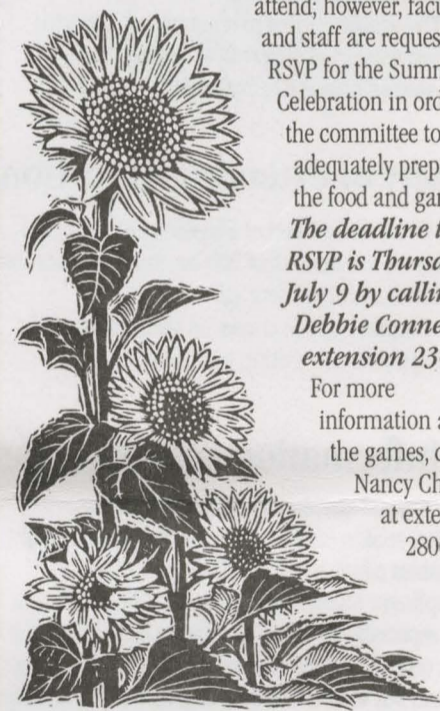 attend; however, facu
and staff are reques
RSVP for the Summ
Celebration in ord
the committee to
adequately prep
the food and gar
The deadline t
RSVP is Thursda
July 9 by callin
Debbie Conne
extension 23
For more
information a
the games, c
Nancy Ch
at exte
280